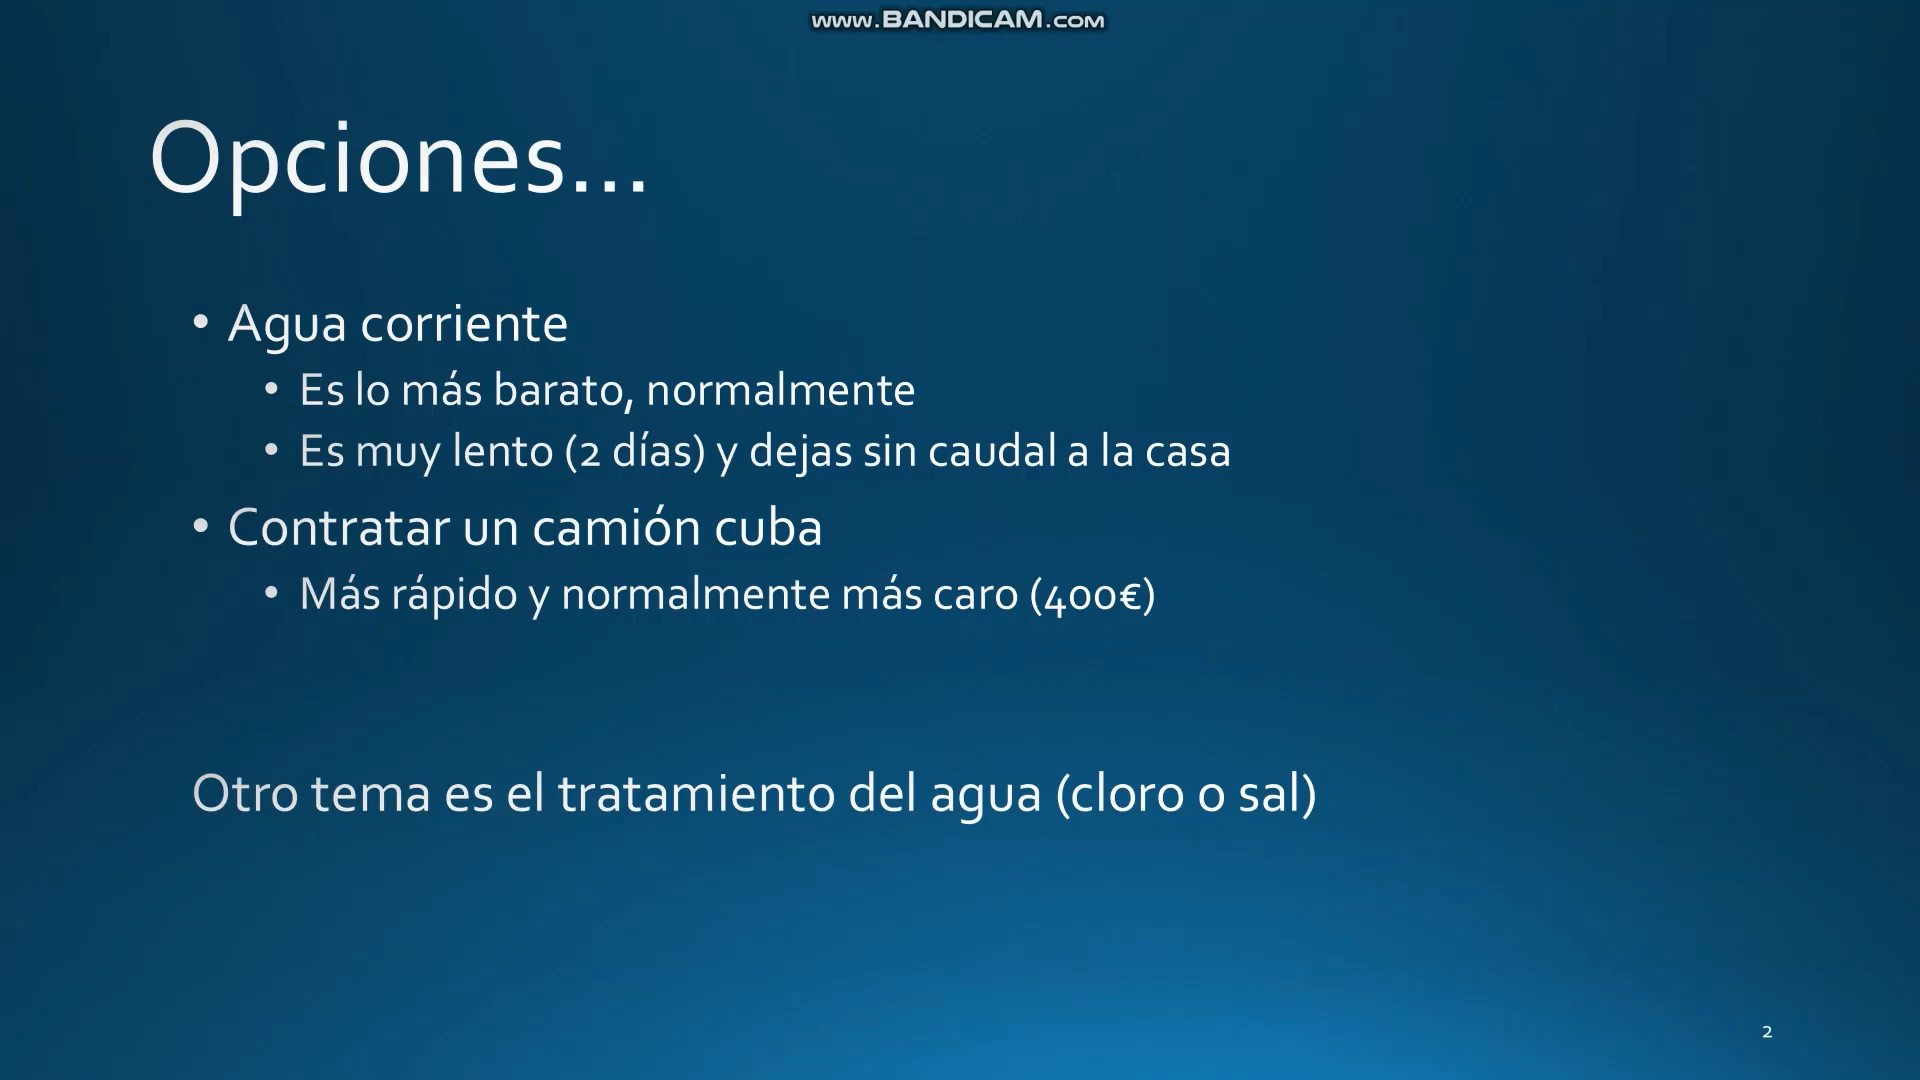 www.BANDICAM.com
Opciones...
• Agua corriente
• Es lo más barato, normalmente
• Es muy lento (2 días) y dejas sin caudal a la casa
• Contratar un camión cuba
• Más rápido y normalmente más caro (400€)
Otro tema es el tratamiento del agua (cloro o sal)
2